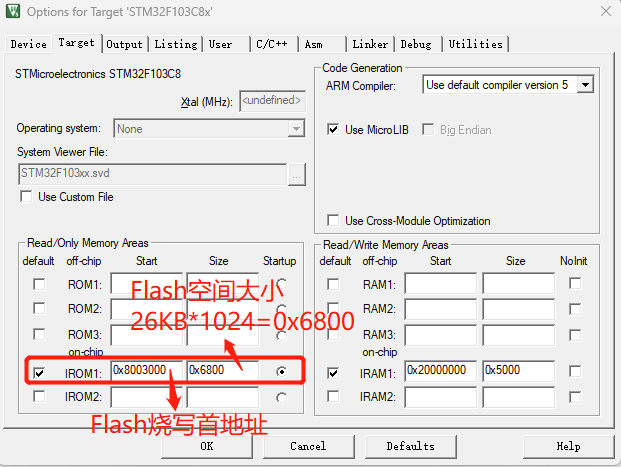 Options for Target 'STM32F103C8x'
Device Target Output Listing User C/C++ Asm Linker Debug Utilities
STMicroelectronics STM32F103C8
Xtal (MHz): <undefined>
Operating system: None
System Viewer File:
STM32F103xx.svd ...
Use Custom File
Code Generation
ARM Compiler: Use default compiler version 5
Use MicroLIB Big Endian
Use Cross-Module Optimization
Read/Only Memory Areas
default off-chip Start Size Startup
ROM1:
ROM2:
ROM3:
on-chip
IROM1: 0x8003000 0x6800
IROM2:
Flash空间大小
26KB*1024=0x6800
Flash烧写首地址
Read/Write Memory Areas
default off-chip Start Size NoInit
RAM1:
RAM2:
RAM3:
on-chip
IRAM1: 0x20000000 0x5000
IRAM2:
OK Cancel Defaults Help